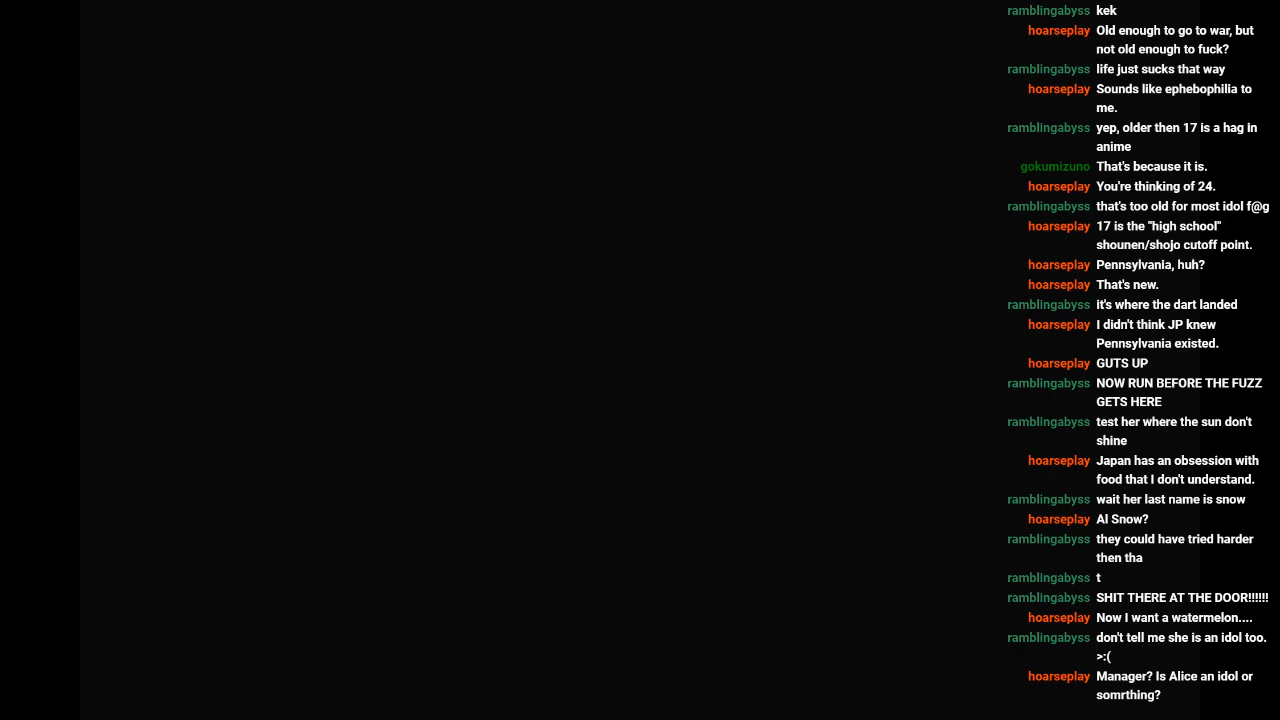 ramblingabyss kek
hoarseplay Old enough to go to war, but
not old enough to fuck?
ramblingabyss life just sucks that way
hoarseplay Sounds like ephebophilia to
me.
ramblingabyss yep, older then 17 is a hag in
anime
gokumizuno That's because it is.
hoarseplay You're thinking of 24.
ramblingabyss that's too old for most idol f@g
hoarseplay 17 is the "high school"
shounen/shojo cutoff point.
hoarseplay Pennsylvania, huh?
hoarseplay That's new.
ramblingabyss it's where the dart landed
hoarseplay I didn't think JP knew
Pennsylvania existed.
hoarseplay GUTS UP
ramblingabyss NOW RUN BEFORE THE FUZZ
GETS HERE
ramblingabyss test her where the sun don't
shine
hoarseplay Japan has an obsession with
food that I don't understand.
ramblingabyss wait her last name is snow
hoarseplay Al Snow?
ramblingabyss they could have tried harder
then tha
ramblingabyss t
ramblingabyss SHIT THERE AT THE DOOR!!!!!!
hoarseplay Now I want a watermelon....
ramblingabyss don't tell me she is an idol too.
>:(
hoarseplay Manager? Is Alice an idol or
somrthing?